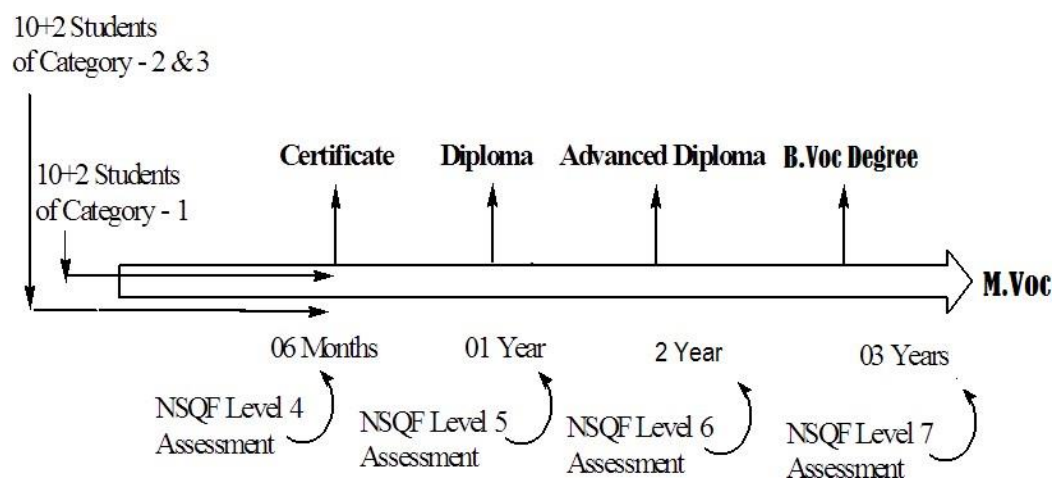 10+2 Students
of Category - 2 & 3
10+2 Students
of Category - 1
Certificate
Diploma
Advanced Diploma
B.Voc Degree
M.Voc
06 Months
01 Year
2 Year
03 Years
NSQF Level 4
Assessment
NSQF Level 5
Assessment
NSQF Level 6
Assessment
NSQF Level 7
Assessment